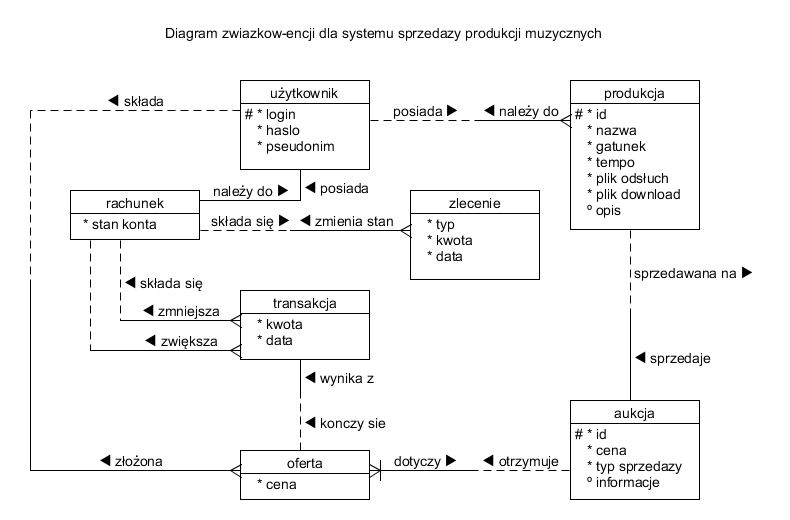 Diagram zwiazkow-encji dla systemu sprzedazy produkcji muzycznych
◀ składa
użytkownik
# * login
* haslo
* pseudonim
posiada ▶
◀ należy do
produkcja
# * id
* nazwa
* gatunek
* tempo
* plik odsłuch
* plik download
º opis
należy do ▶
◀ posiada
rachunek
* stan konta
składa się ▶
◀ zmienia stan
zlecenie
* typ
* kwota
* data
sprzedawana na ▶
◀ składa się
◀ zmniejsza
◀ zwiększa
transakcja
* kwota
* data
◀ sprzedaje
◀ wynika z
◀ konczy sie
aukcja
# * id
* cena
* typ sprzedazy
º informacje
◀ złożona
oferta
* cena
dotyczy ▶
◀ otrzymuje